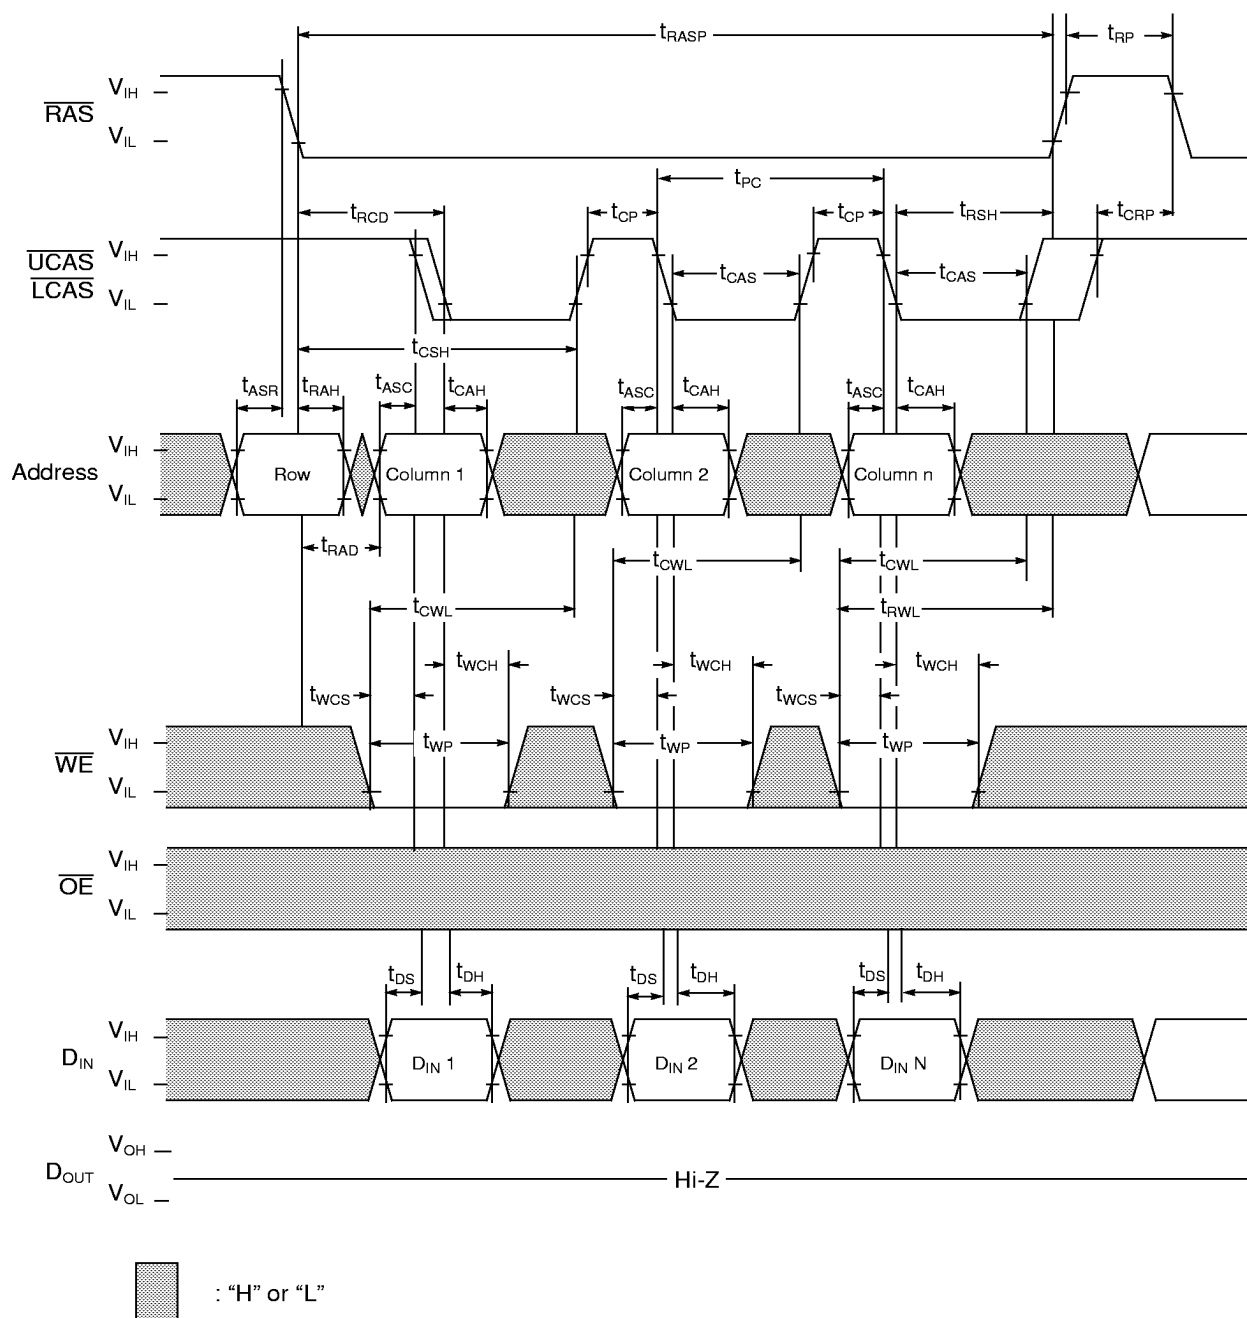 tRASP
tRP
RAS
VIH
VIL
tPC
tRCD
tCP
tCP
tRSH
tCRP
UCAS
LCAS
VIH
VIL
tCAS
tCAS
tCSH
tASR
tRAH
tASC
tCAH
tASC
tCAH
tASC
tCAH
Address
VIH
VIL
Row
Column 1
Column 2
Column n
tRAD
tCWL
tCWL
tCWL
tRWL
tWCH
tWCH
tWCH
tWCS
tWCS
tWCS
WE
VIH
VIL
tWP
tWP
tWP
OE
VIH
VIL
tDS
tDH
tDS
tDH
tDS
tDH
DIN
VIH
VIL
DIN 1
DIN 2
DIN N
DOUT
VOH
VOL
Hi-Z
: “H” or “L”